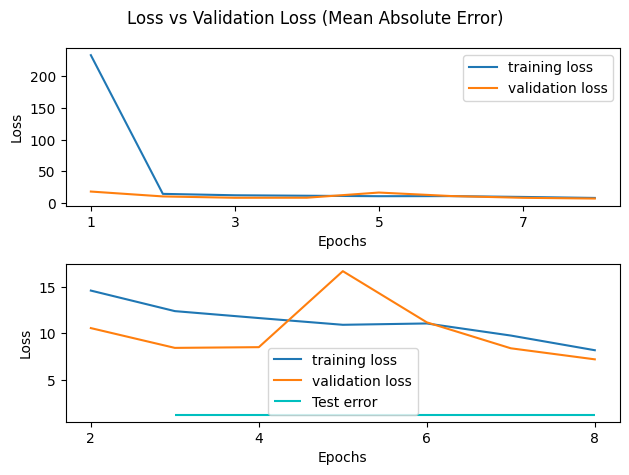 Loss vs Validation Loss (Mean Absolute Error)
200
150
100
50
0
Loss
training loss
validation loss
1
3
5
7
Epochs
15
10
5
Loss
training loss
validation loss
Test error
2
4
6
8
Epochs